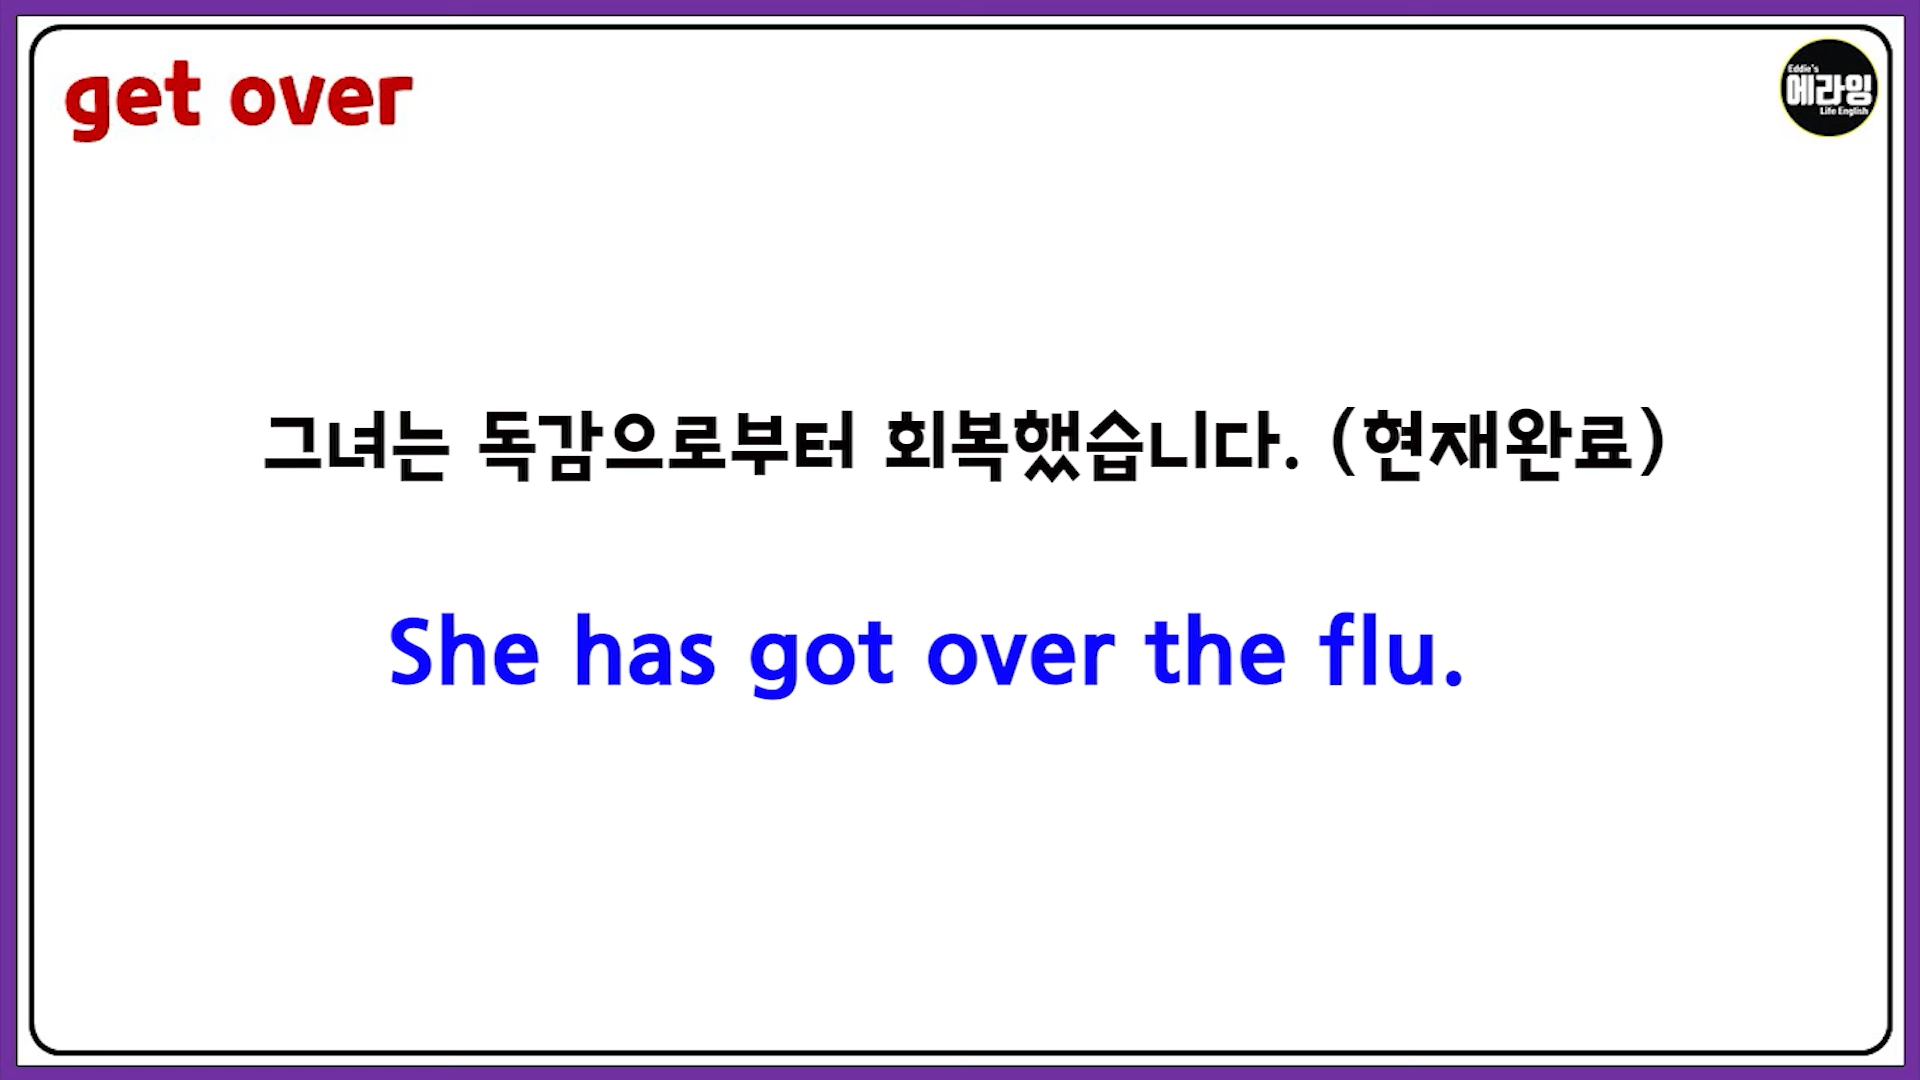 get over
Eddie's
에라잉
Life English
그녀는 독감으로부터 회복했습니다. (현재완료)
She has got over the flu.